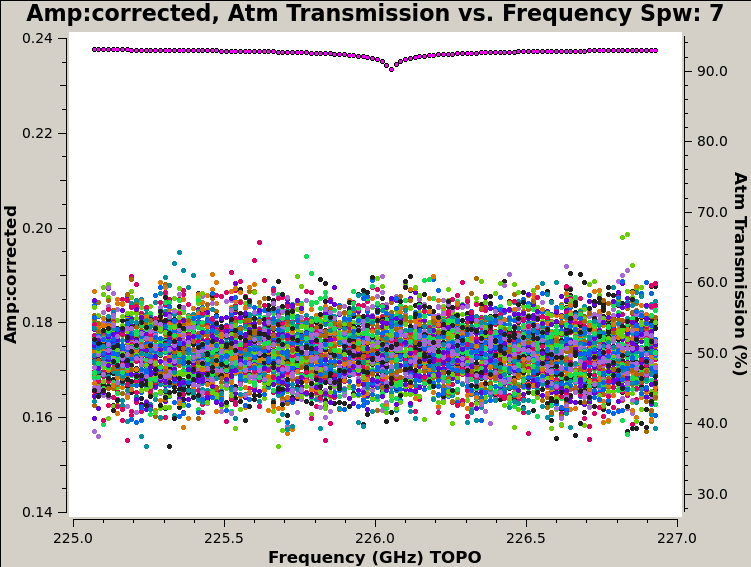 Amp:corrected, Atm Transmission vs. Frequency Spw: 7
0.24
0.22
0.20
0.18
0.16
0.14
Amp:corrected
90.0
80.0
70.0
60.0
50.0
40.0
30.0
Atm Transmission (%)
225.0 225.5 226.0 226.5 227.0
Frequency (GHz) TOPO